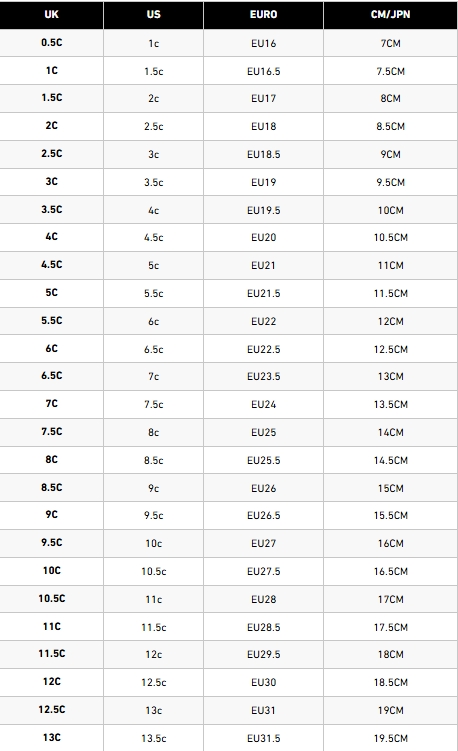 UK US EURO CM/JPN
0.5C 1c EU16 7CM
1C 1.5c EU16.5 7.5CM
1.5C 2c EU17 8CM
2C 2.5c EU18 8.5CM
2.5C 3c EU18.5 9CM
3C 3.5c EU19 9.5CM
3.5C 4c EU19.5 10CM
4C 4.5c EU20 10.5CM
4.5C 5c EU21 11CM
5C 5.5c EU21.5 11.5CM
5.5C 6c EU22 12CM
6C 6.5c EU22.5 12.5CM
6.5C 7c EU23.5 13CM
7C 7.5c EU24 13.5CM
7.5C 8c EU25 14CM
8C 8.5c EU25.5 14.5CM
8.5C 9c EU26 15CM
9C 9.5c EU26.5 15.5CM
9.5C 10c EU27 16CM
10C 10.5c EU27.5 16.5CM
10.5C 11c EU28 17CM
11C 11.5c EU28.5 17.5CM
11.5C 12c EU29.5 18CM
12C 12.5c EU30 18.5CM
12.5C 13c EU31 19CM
13C 13.5c EU31.5 19.5CM